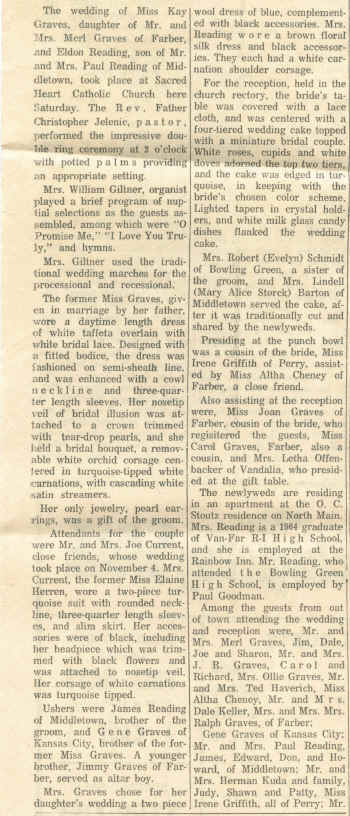 The wedding of Miss Kay
Graves, daughter of Mr. and
Mrs. Merl Graves of Farber,
and Eldon Reading, son of Mr.
and Mrs. Paul Reading of Mid-
dletown, took place at Sacred
Heart Catholic Church here
Saturday. The Rev. Father
Christopher Jelenic, pastor,
performed the impressive dou-
ble ring ceremony at 2 o'clock
with potted palms providing
an appropriate setting.
Mrs. William Giltner, organist
played a brief program of nup-
tial selections as the guests as-
sembled, among which were "O
Promise Me," "I Love You Tru-
ly," and hymns.
Mrs. Giltner used the tradi-
tional wedding marches for the
processional and recessional.
The former Miss Graves, giv-
en in marriage by her father,
wore a daytime length dress
of white taffeta overlain with
white bridal lace. Designed with
a fitted bodice, the dress was
fashioned on semi-sheath line,
and was enhanced with a cowl
neckline and three-quar-
ter length sleeves. Her nosetip
veil of bridal illusion was at-
tached to a crown trimmed
with tear-drop pearls, and she
held a bridal bouquet, a remov-
able white orchid corsage cen-
tered in turquoise-tipped white
carnations, with cascading white
satin streamers.
Her only jewelry, pearl ear-
rings, was a gift of the groom.
Attendants for the couple
were Mr. and Mrs. Joe Current,
close friends, whose wedding
took place on November 4. Mrs.
Current, the former Miss Elaine
Herren, wore a two-piece tur-
quoise suit with rounded neck-
line, three-quarter length sleev-
es, and slim skirt. Her acces-
sories were of black, including
her headpiece which was trim-
med with black flowers and
was attached to nosetip veil.
Her corsage of white carnations
was turquoise tipped.
Ushers were James Reading
of Middletown, brother of the
groom, and Gene Graves of
Kansas City, brother of the for-
mer Miss Graves. A younger
brother, Jimmy Graves of Far-
ber, served as altar boy.
Mrs. Graves chose for her
daughter's wedding a two piece
wool dress of blue, complement-
ed with black accessories. Mrs.
Reading wore a brown floral
silk dress and black accessor-
ies. They each had a white car-
nation shoulder corsage.
For the reception, held in the
church rectory, the bride's ta-
ble was covered with a lace
cloth, and was centered with a
four-tiered wedding cake topped
with a miniature bridal couple.
White roses, cupids and white
doves adorned the top two tiers,
and the cake was edged in tur-
quoise, in keeping with the
bride's chosen color scheme.
Lighted tapers in crystal hold-
ers, and white milk glass candy
dishes flanked the wedding
cake.
Mrs. Robert (Evelyn) Schmidt
of Bowling Green, a sister of
the groom, and Mrs. Lindell
(Mary Alice Storck) Barton of
Middletown served the cake, af-
ter it was traditionally cut and
shared by the newlyweds.
Presiding at the punch bowl
was a cousin of the bride, Miss
Irene Griffith of Perry, assist-
ed by Miss Altha Cheney of
Farber, a close friend.
Also assisting at the reception
were, Miss Joan Graves of
Farber, cousin of the bride, who
regisitered the guests, Miss
Carol Graves, Farber, also a
cousin, and Mrs. Letha Offen-
backer of Vandalia, who presid-
ed at the gift table.
The newlyweds are residing
in an apartment at the O. C.
Stoutz residence on North Main.
Mrs. Reading is a 1964 graduate
of Van-Far R-I High School,
and she is employed at the
Rainbow Inn. Mr. Reading, who
attended the Bowling Green
High School, is employed by
Paul Goodman.
Among the guests from out
of town attending the wedding
and reception were, Mr. and
Mrs. Merl Graves, Jim, Dale,
Joe and Sharon, Mr. and Mrs.
J. R. Graves, Carol and
Richard, Mrs. Ollie Graves, Mr.
and Mrs. Ted Haverich, Miss
Altha Cheney, Mr. and Mrs.
Dale Keller, Mrs. and Mrs. Mrs.
Ralph Graves, of Farber;
Gene Graves of Kansas City;
Mr. and Mrs. Paul Reading,
James, Edward, Don, and Ho-
ward, of Middletown; Mr. and
Mrs. Herman Kuda and family,
Judy, Shawn and Patty, Miss
Irene Griffith, all of Perry; Mr.